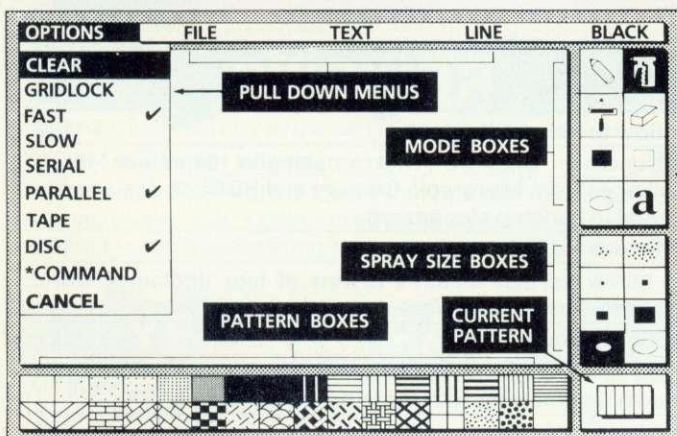 OPTIONS FILE TEXT LINE BLACK
CLEAR
GRIDLOCK
FAST ✓
SLOW
SERIAL
PARALLEL ✓
TAPE
DISC ✓
*COMMAND
CANCEL
PULL DOWN MENUS
MODE BOXES
a
SPRAY SIZE BOXES
PATTERN BOXES
CURRENT
PATTERN